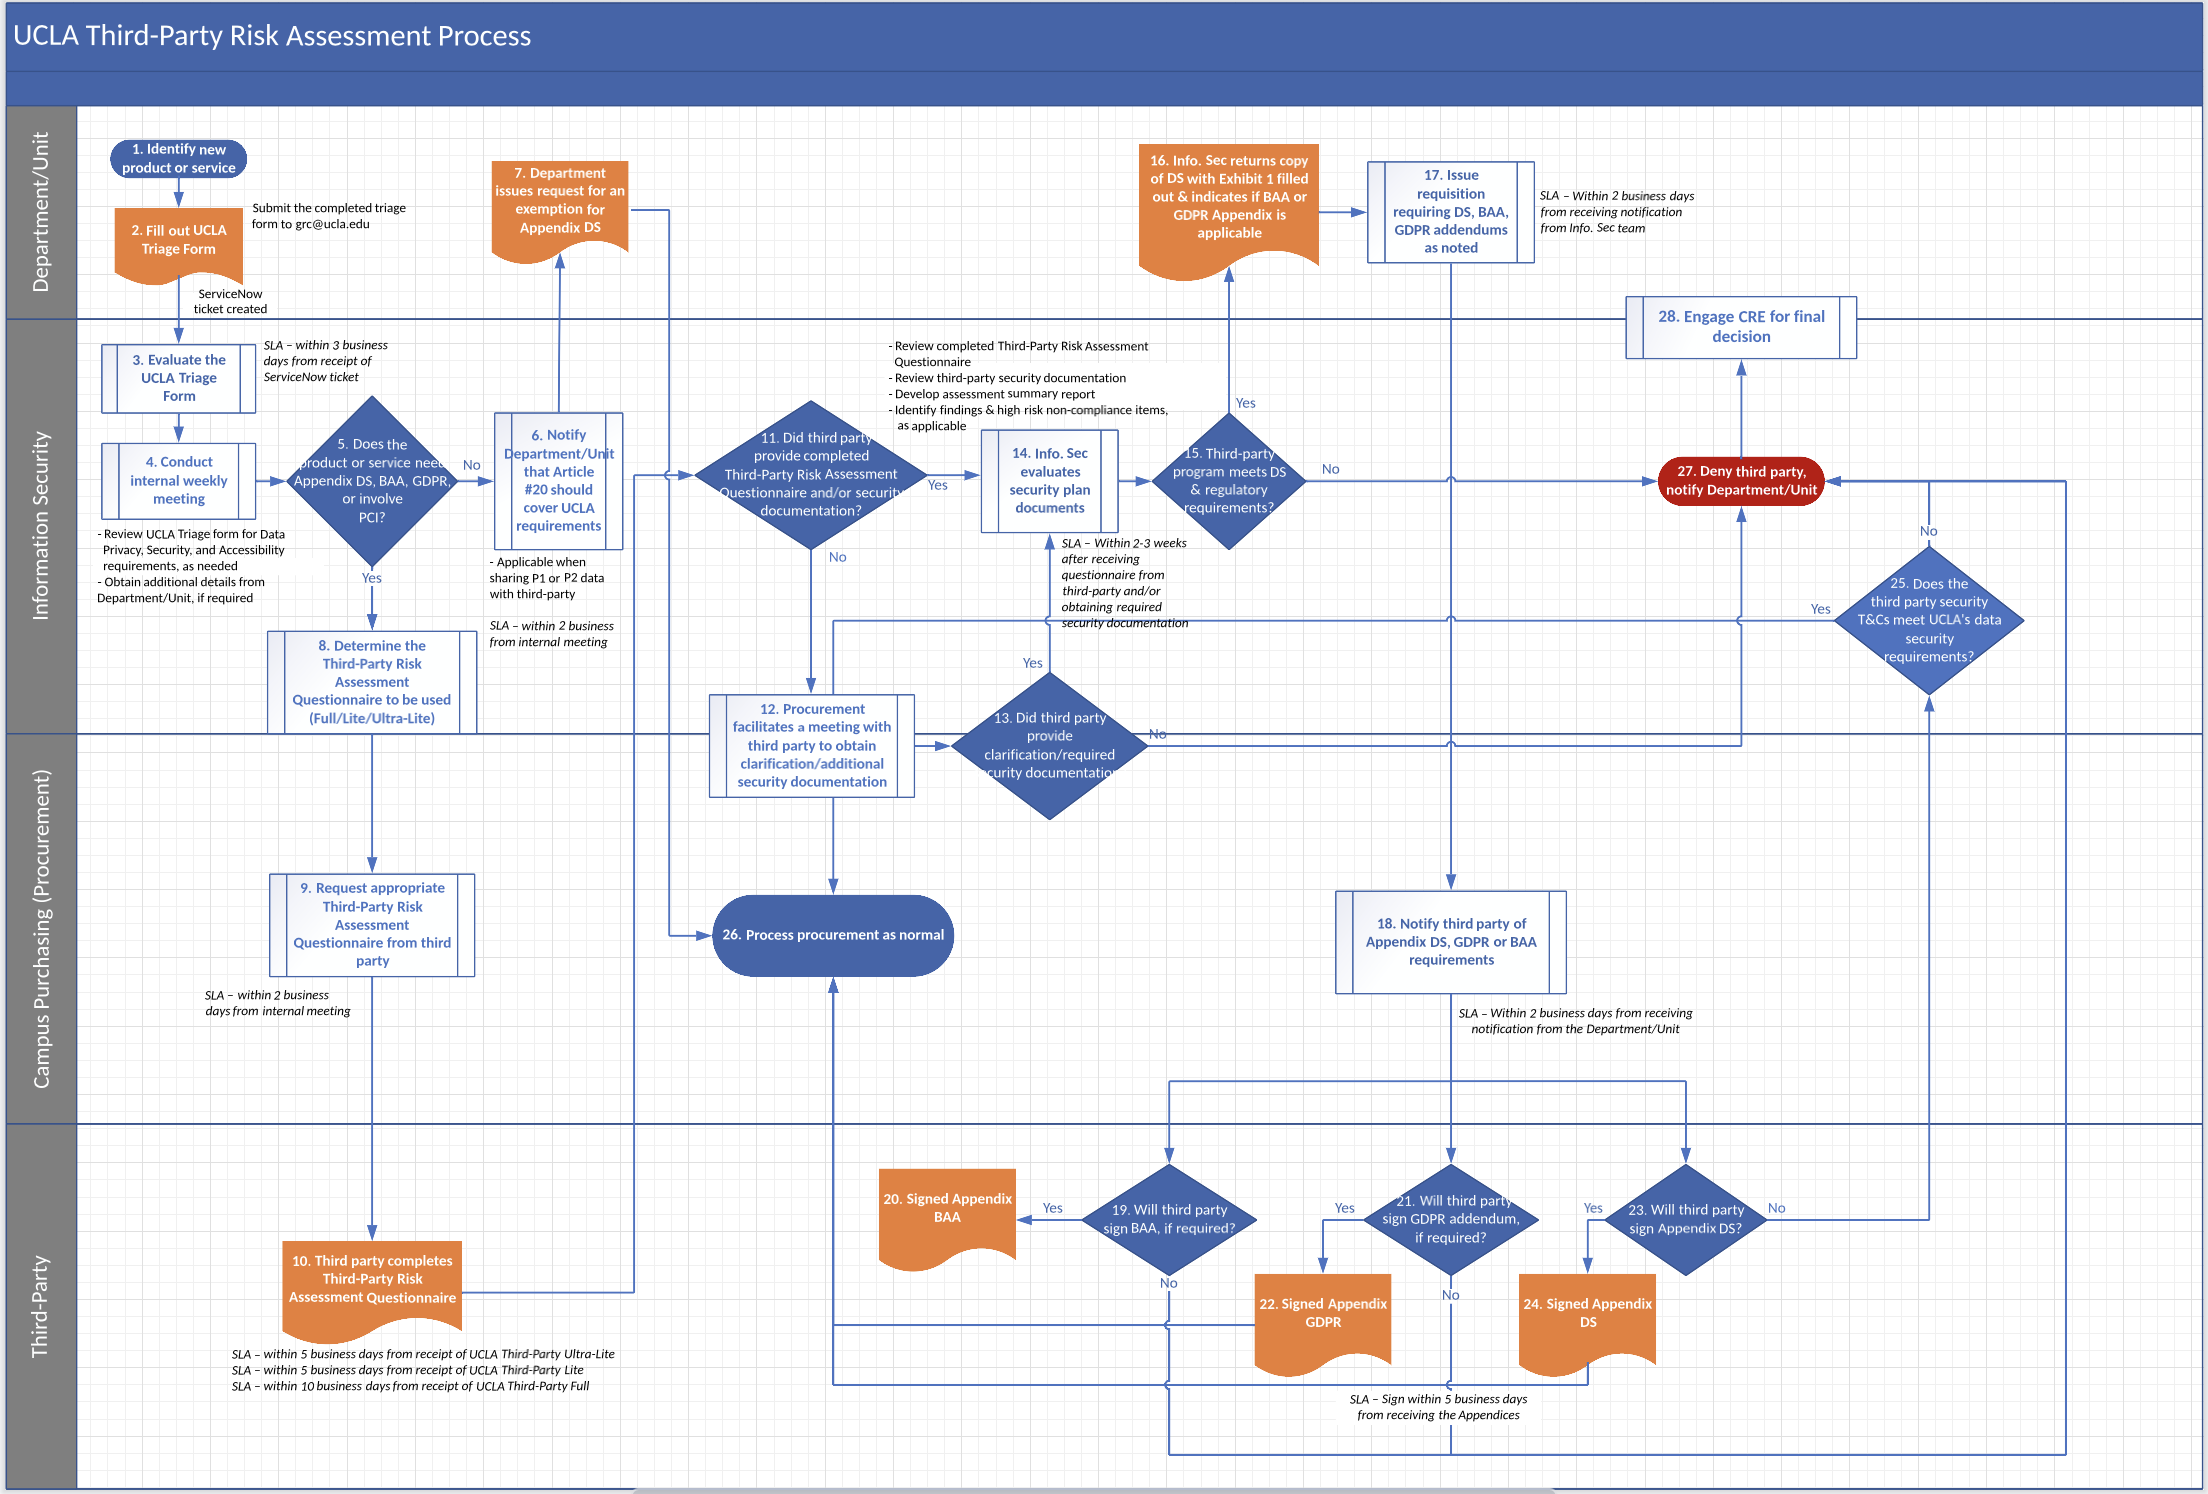 UCLA Third-Party Risk Assessment Process
Department/Unit
1. Identify new
product or service
2. Fill out UCLA
Triage Form
Submit the completed triage
form to grc@ucla.edu
ServiceNow
ticket created
7. Department
issues request for an
exemption for
Appendix DS
16. Info. Sec returns copy
of DS with Exhibit 1 filled
out & indicates if BAA or
GDPR Appendix is
applicable
17. Issue
requisition
requiring DS, BAA,
GDPR addendums
as noted
SLA – Within 2 business days
from receiving notification
from Info. Sec team
28. Engage CRE for final
decision
Information Security
3. Evaluate the
UCLA Triage
Form
SLA – within 3 business
days from receipt of
ServiceNow ticket
4. Conduct
internal weekly
meeting
- Review UCLA Triage form for Data
Privacy, Security, and Accessibility
requirements, as needed
- Obtain additional details from
Department/Unit, if required
5. Does the
product or service need
Appendix DS, BAA, GDPR,
or involve
PCI?
No
Yes
6. Notify
Department/Unit
that Article
#20 should
cover UCLA
requirements
- Applicable when
sharing P1 or P2 data
with third-party
SLA – within 2 business
from internal meeting
8. Determine the
Third-Party Risk
Assessment
Questionnaire to be used
(Full/Lite/Ultra-Lite)
11. Did third party
provide completed
Third-Party Risk Assessment
Questionnaire and/or security
documentation?
Yes
No
- Review completed Third-Party Risk Assessment
Questionnaire
- Review third-party security documentation
- Develop assessment summary report
- Identify findings & high risk non-compliance items,
as applicable
14. Info. Sec
evaluates
security plan
documents
SLA – Within 2-3 weeks
after receiving
questionnaire from
third-party and/or
obtaining required
security documentation
15. Third-party
program meets DS
& regulatory
requirements?
Yes
No
27. Deny third party,
notify Department/Unit
No
25. Does the
third party security
T&Cs meet UCLA's data
security
requirements?
Yes
12. Procurement
facilitates a meeting with
third party to obtain
clarification/additional
security documentation
Yes
13. Did third party
provide
clarification/required
security documentation
No
Campus Purchasing (Procurement)
9. Request appropriate
Third-Party Risk
Assessment
Questionnaire from third
party
SLA – within 2 business
days from internal meeting
26. Process procurement as normal
18. Notify third party of
Appendix DS, GDPR or BAA
requirements
SLA – Within 2 business days from receiving
notification from the Department/Unit
Third-Party
10. Third party completes
Third-Party Risk
Assessment Questionnaire
SLA – within 5 business days from receipt of UCLA Third-Party Ultra-Lite
SLA – within 5 business days from receipt of UCLA Third-Party Lite
SLA – within 10 business days from receipt of UCLA Third-Party Full
20. Signed Appendix
BAA
Yes
19. Will third party
sign BAA, if required?
No
Yes
21. Will third party
sign GDPR addendum,
if required?
No
22. Signed Appendix
GDPR
Yes
23. Will third party
sign Appendix DS?
No
24. Signed Appendix
DS
SLA – Sign within 5 business days
from receiving the Appendices